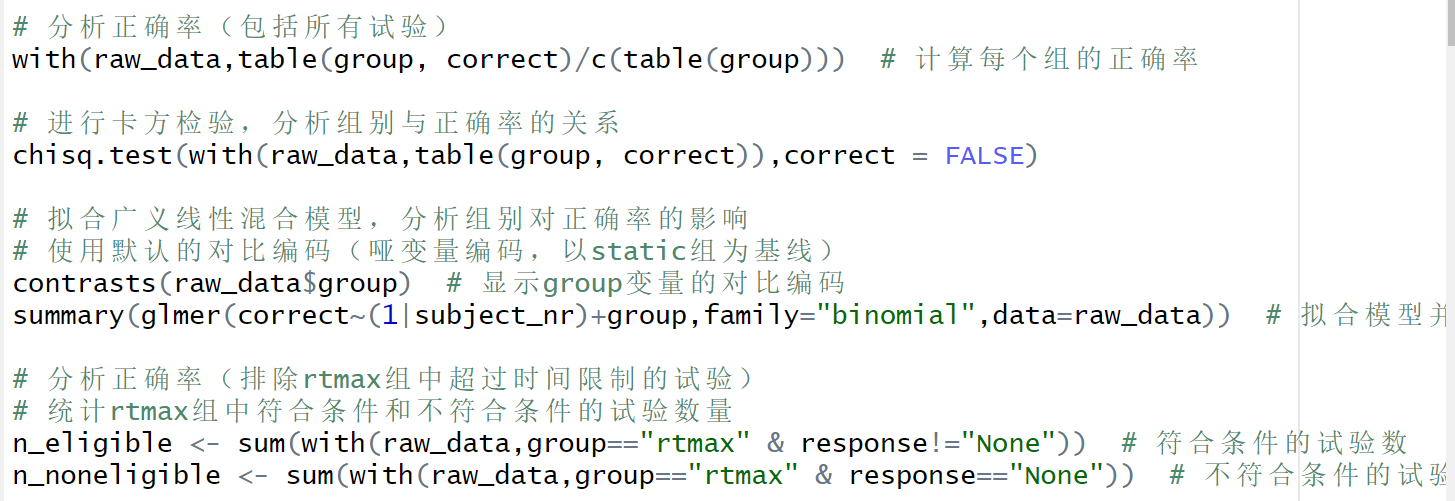 # 分析正确率（包括所有试验）
with(raw_data,table(group, correct)/c(table(group)))  # 计算每个组的正确率
# 进行卡方检验，分析组别与正确率的关系
chisq.test(with(raw_data,table(group, correct)),correct = FALSE)
# 拟合广义线性混合模型，分析组别对正确率的影响
# 使用默认的对比编码（哑变量编码，以static组为基线）
contrasts(raw_data$group)  # 显示group变量的对比编码
summary(glmer(correct~(1|subject_nr)+group,family="binomial",data=raw_data))  # 拟合模型并
# 分析正确率（排除rtmax组中超过时间限制的试验）
# 统计rtmax组中符合条件和不符合条件的试验数量
n_eligible <- sum(with(raw_data,group=="rtmax" & response!="None"))  # 符合条件的试验数
n_noneligible <- sum(with(raw_data,group=="rtmax" & response=="None"))  # 不符合条件的试验